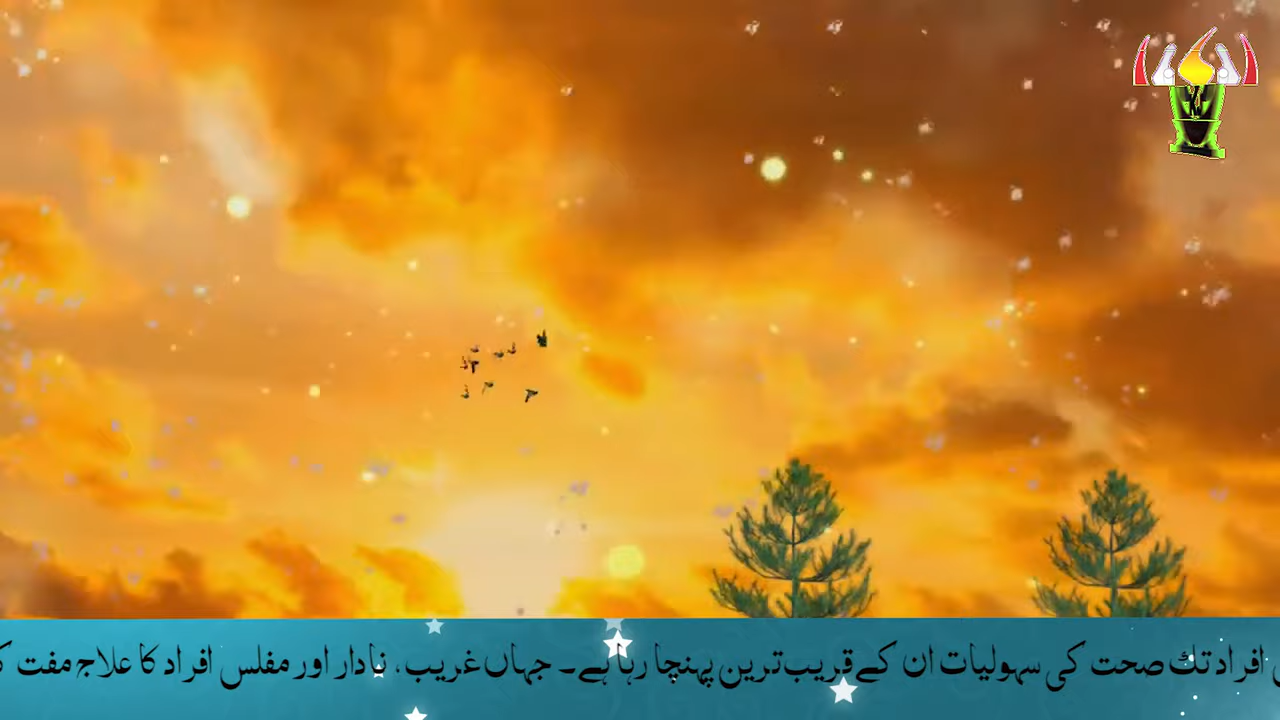 افراد تک صحت کی سہولیات ان کے قریب ترین پہنچا رہا ہے۔ جہاں غریب، نادار اور مفلس افراد کا علاج مفت